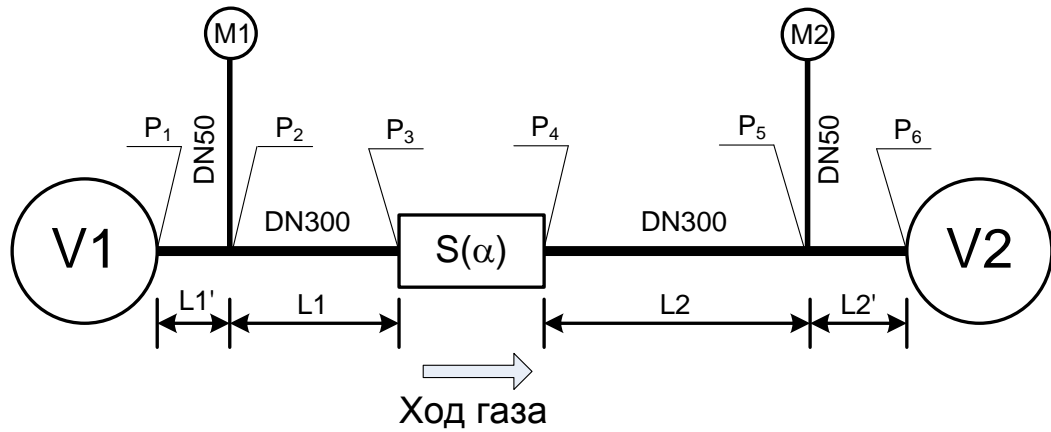 M1
M2
P1
DN50
P2
P3
P4
P5
DN50
P6
V1
DN300
S(α)
DN300
V2
L1'
L1
L2
L2'
Ход газа